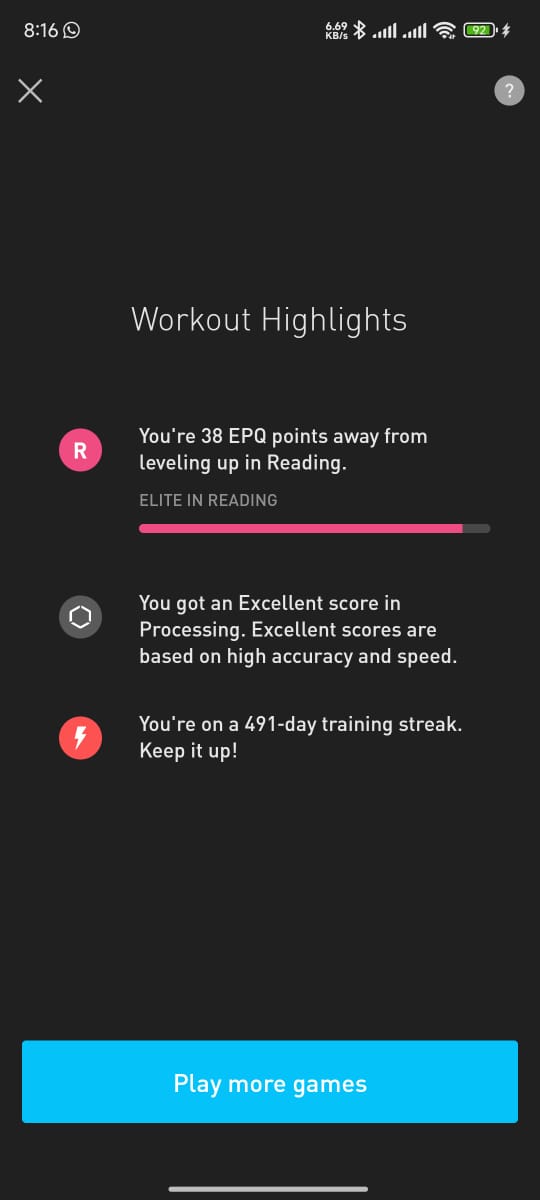 8:16
6.69
KB/s
92
?
Workout Highlights
R
You're 38 EPQ points away from
leveling up in Reading.
ELITE IN READING
You got an Excellent score in
Processing. Excellent scores are
based on high accuracy and speed.
You're on a 491-day training streak.
Keep it up!
Play more games